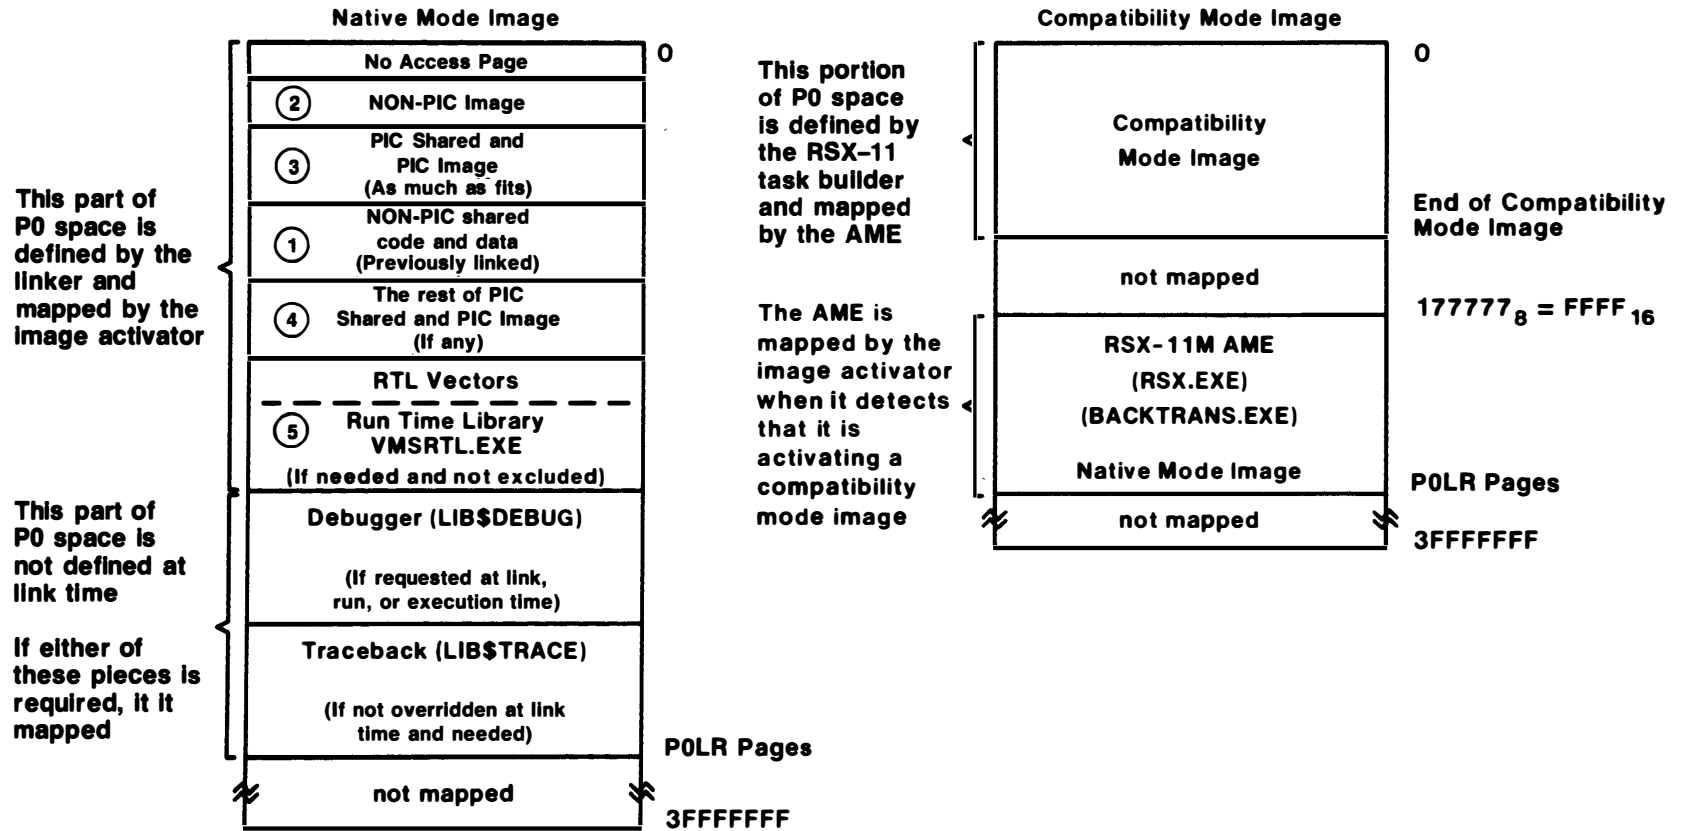 Native Mode Image
0
No Access Page
2
NON-PIC Image
3
PIC Shared and
PIC Image
(As much as fits)
1
NON-PIC shared
code and data
(Previously linked)
4
The rest of PIC
Shared and PIC Image
(If any)
RTL Vectors
5
Run Time Library
VMSRTL.EXE
(If needed and not excluded)
Debugger (LIB$DEBUG)
(If requested at link,
run, or execution time)
Traceback (LIB$TRACE)
(If not overridden at link
time and needed)
P0LR Pages
not mapped
3FFFFFFF
This part of
P0 space is
defined by the
linker and
mapped by the
image activator
This part of
P0 space is
not defined at
link time
If either of
these pieces is
required, it it
mapped
Compatibility Mode Image
0
This portion
of P0 space
is defined by
the RSX-11
task builder
and mapped
by the AME
Compatibility
Mode Image
End of Compatibility
Mode Image
not mapped
177777 8 = FFFF 16
The AME is
mapped by the
image activator
when it detects
that it is
activating a
compatibility
mode image
RSX-11M AME
(RSX.EXE)
(BACKTRANS.EXE)
Native Mode Image
P0LR Pages
not mapped
3FFFFFFF